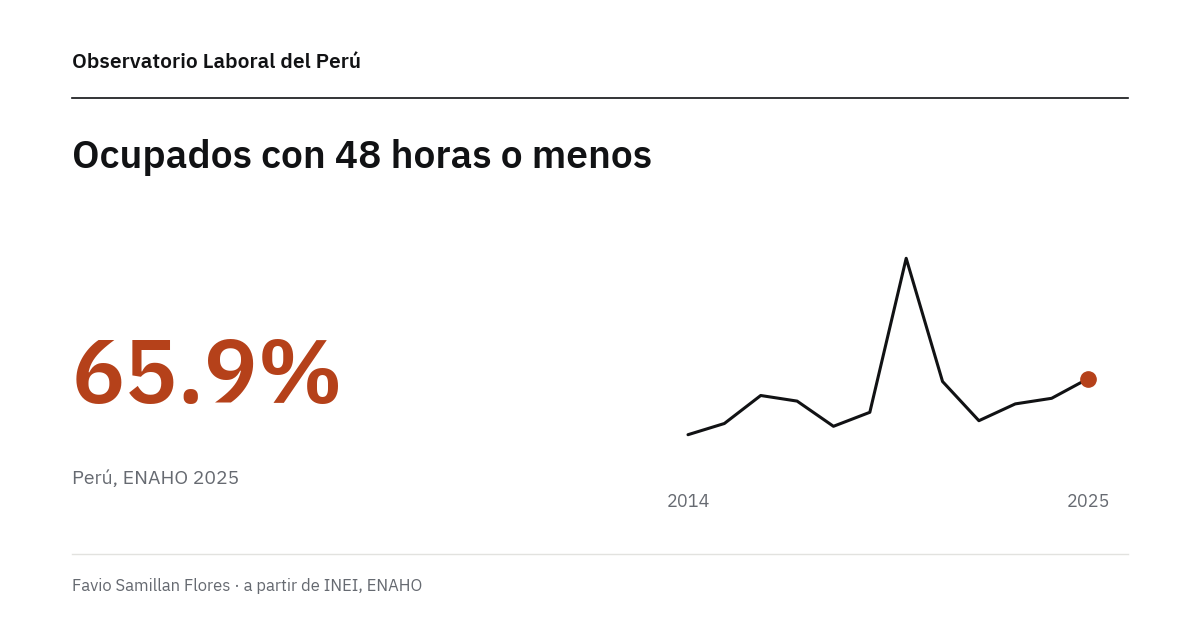 Observatorio Laboral del Perú
Ocupados con 48 horas o menos
65.9%
Perú, ENAHO 2025
2014
2025
Favio Samillan Flores · a partir de INEI, ENAHO